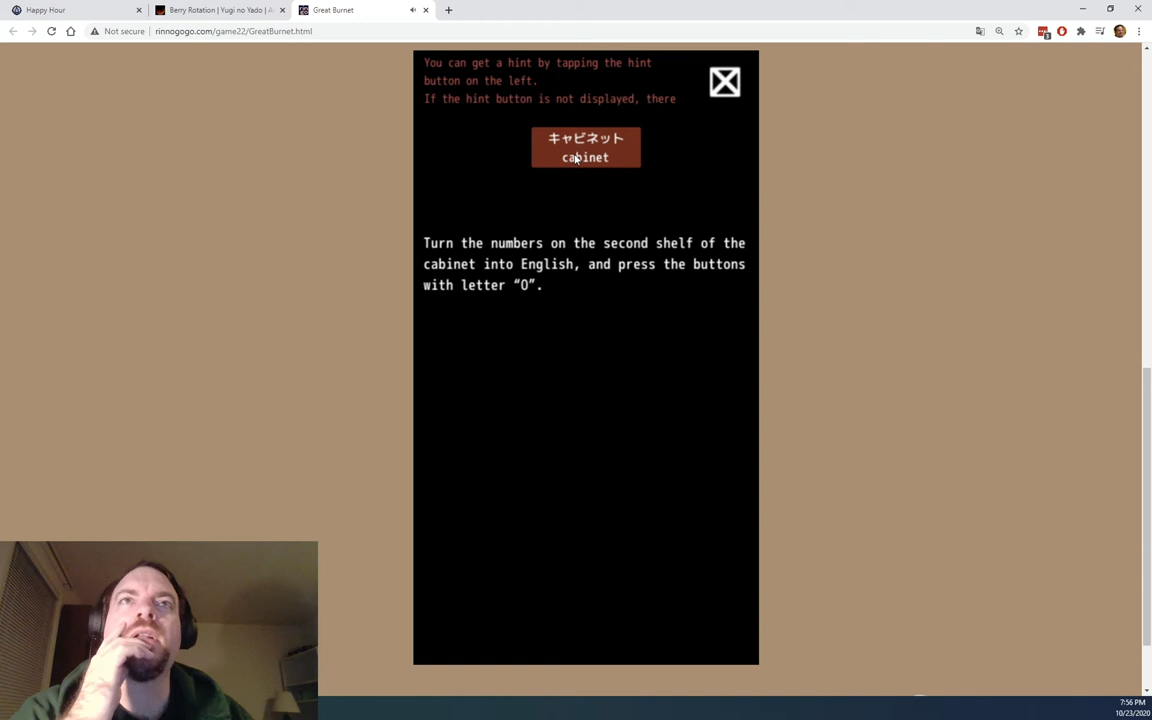 Happy Hour
Berry Rotation | Yugi no Yado | A
Great Burnet
Not secure
rinnogogo.com/game22/GreatBurnet.html
You can get a hint by tapping the hint
button on the left.
If the hint button is not displayed, there
キャビネット
cabinet
Turn the numbers on the second shelf of the
cabinet into English, and press the buttons
with letter “O”.
7:56 PM
10/23/2020